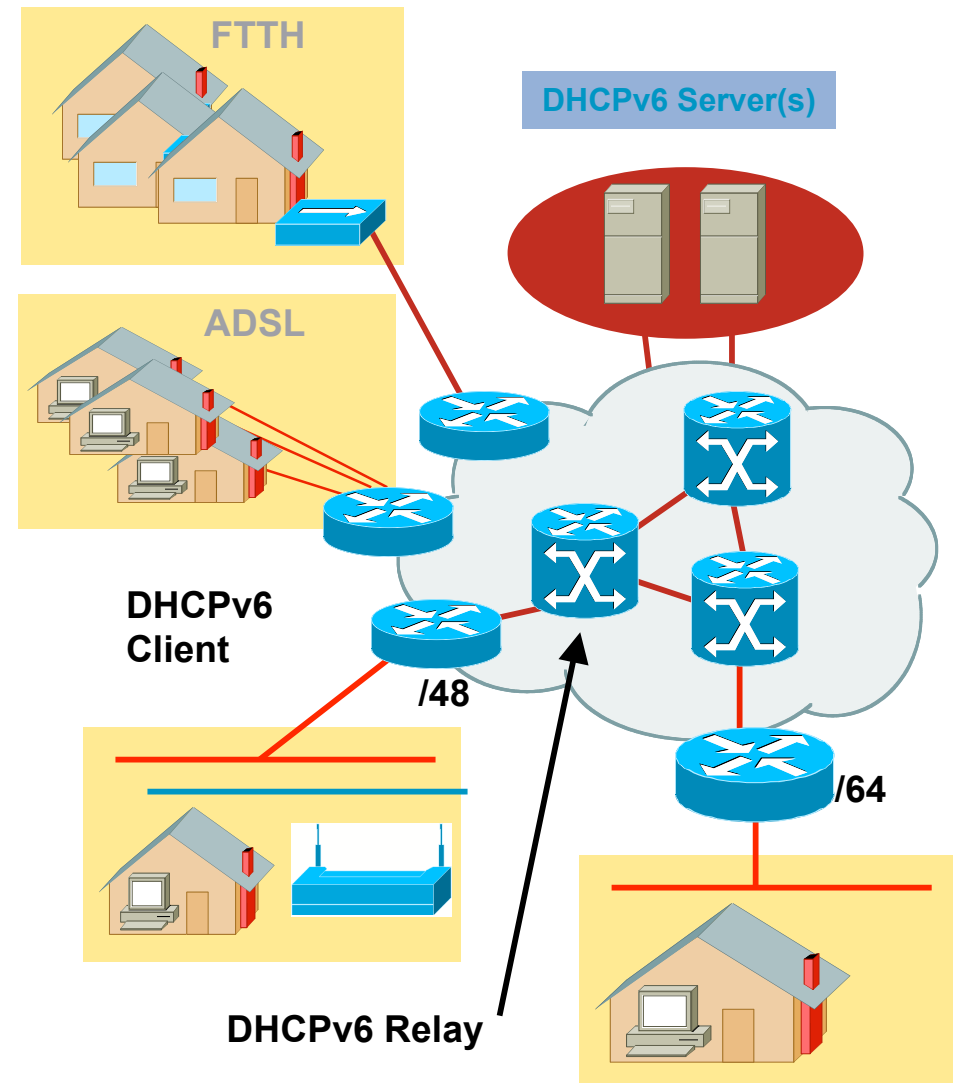 FTTH
DHCPv6 Server(s)
ADSL
DHCPv6
Client
/48
/64
DHCPv6 Relay